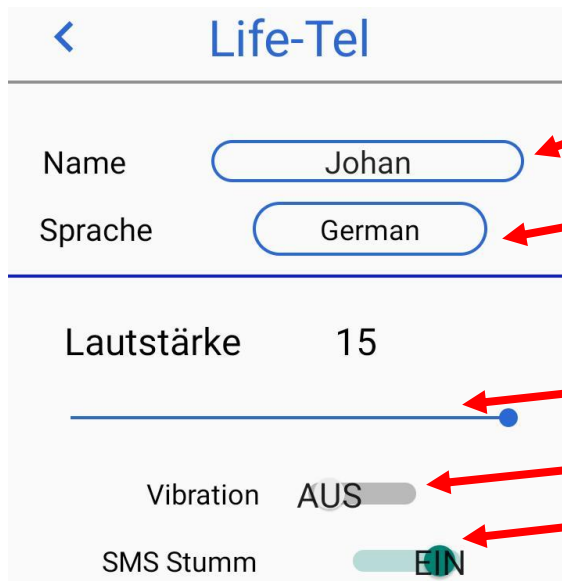 Life-Tel
Name Johan
Sprache German
Lautstärke 15
Vibration AUS
SMS Stumm EIN